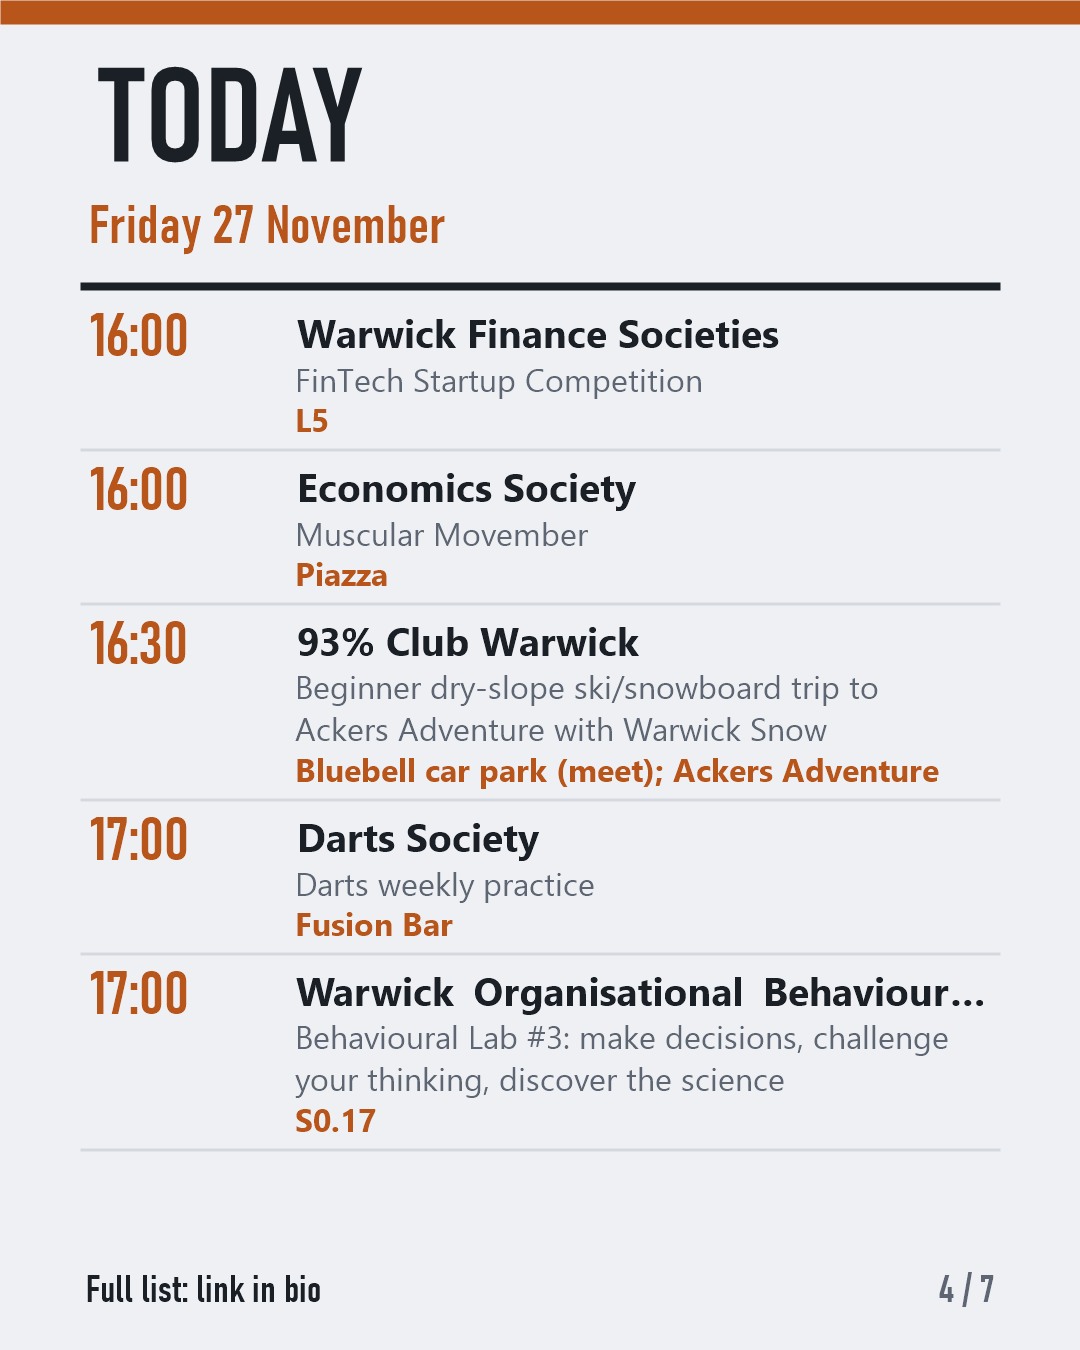 TODAY
Friday 27 November
16:00
Warwick Finance Societies
FinTech Startup Competition
L5
16:00
Economics Society
Muscular Movember
Piazza
16:30
93% Club Warwick
Beginner dry-slope ski/snowboard trip to
Ackers Adventure with Warwick Snow
Bluebell car park (meet); Ackers Adventure
17:00
Darts Society
Darts weekly practice
Fusion Bar
17:00
Warwick Organisational Behaviour...
Behavioural Lab #3: make decisions, challenge
your thinking, discover the science
S0.17
Full list: link in bio
4 / 7